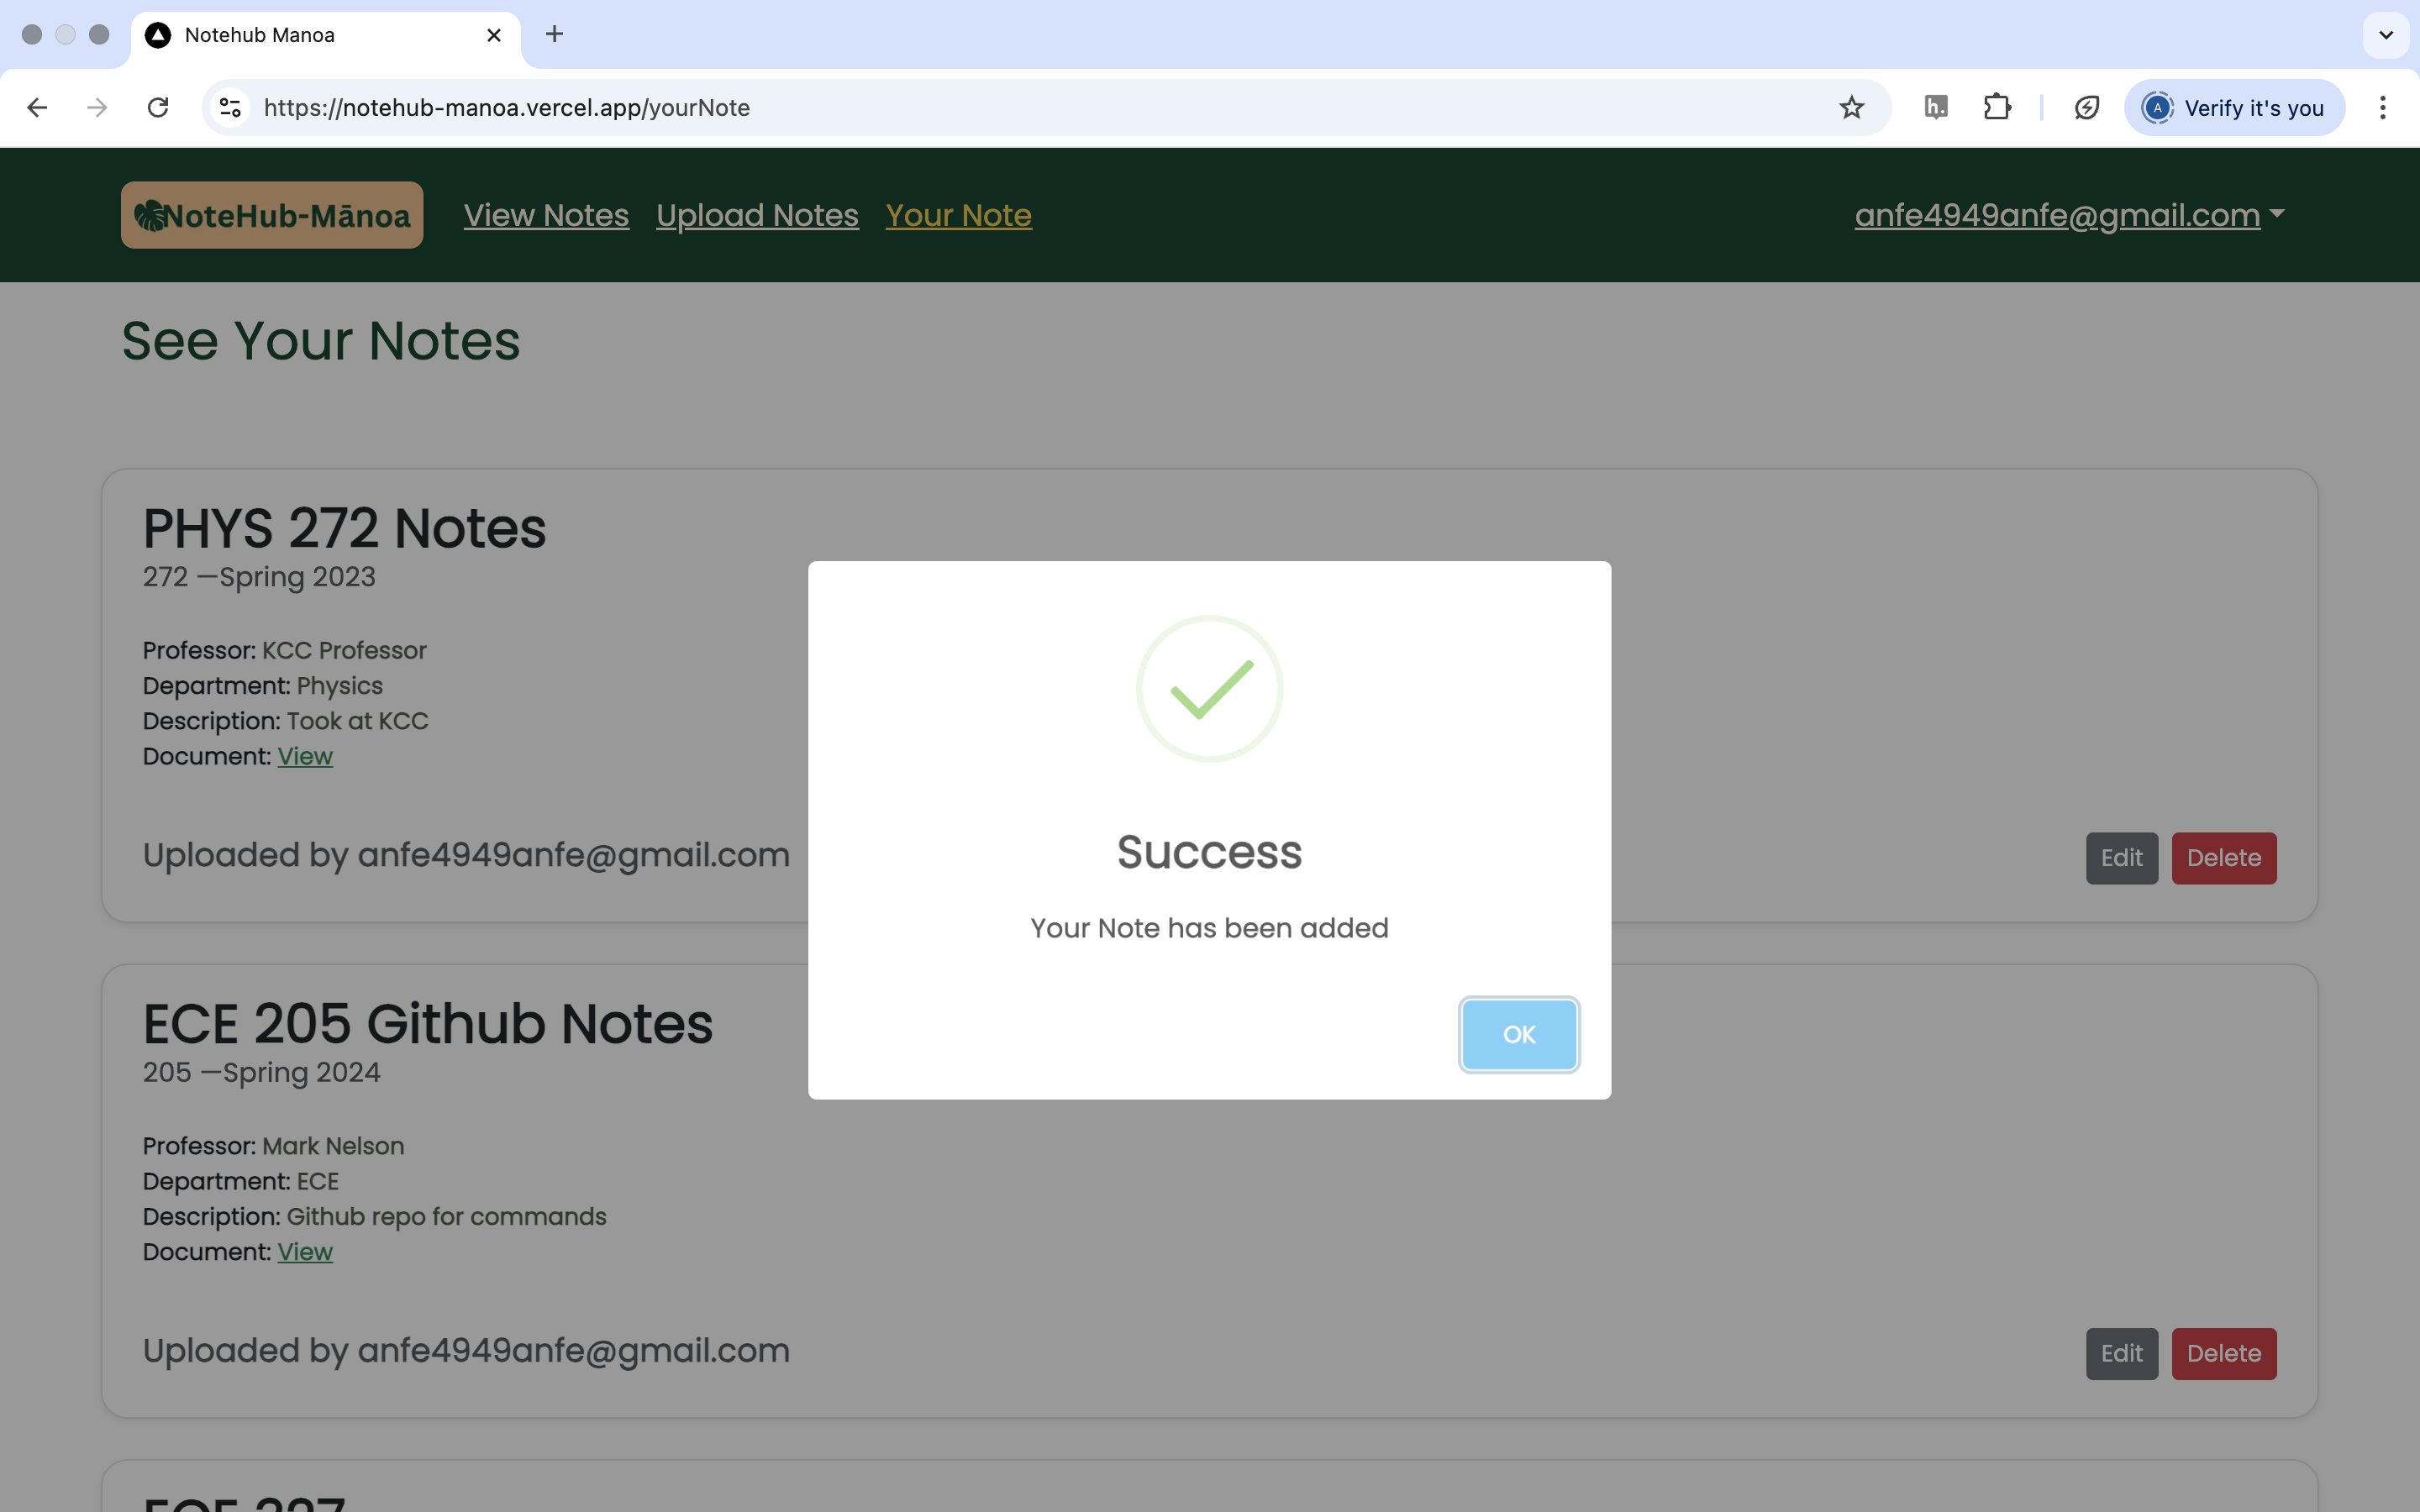 Notehub Manoa
https://notehub-manoa.vercel.app/yourNote
h.
A
Verify it's you
NoteHub-Mānoa
View Notes
Upload Notes
Your Note
anfe4949anfe@gmail.com
See Your Notes
PHYS 272 Notes
272 —Spring 2023
Professor: KCC Professor
Department: Physics
Description: Took at KCC
Document: View
Uploaded by anfe4949anfe@gmail.com
Edit
Delete
Success
Your Note has been added
OK
ECE 205 Github Notes
205 —Spring 2024
Professor: Mark Nelson
Department: ECE
Description: Github repo for commands
Document: View
Uploaded by anfe4949anfe@gmail.com
Edit
Delete